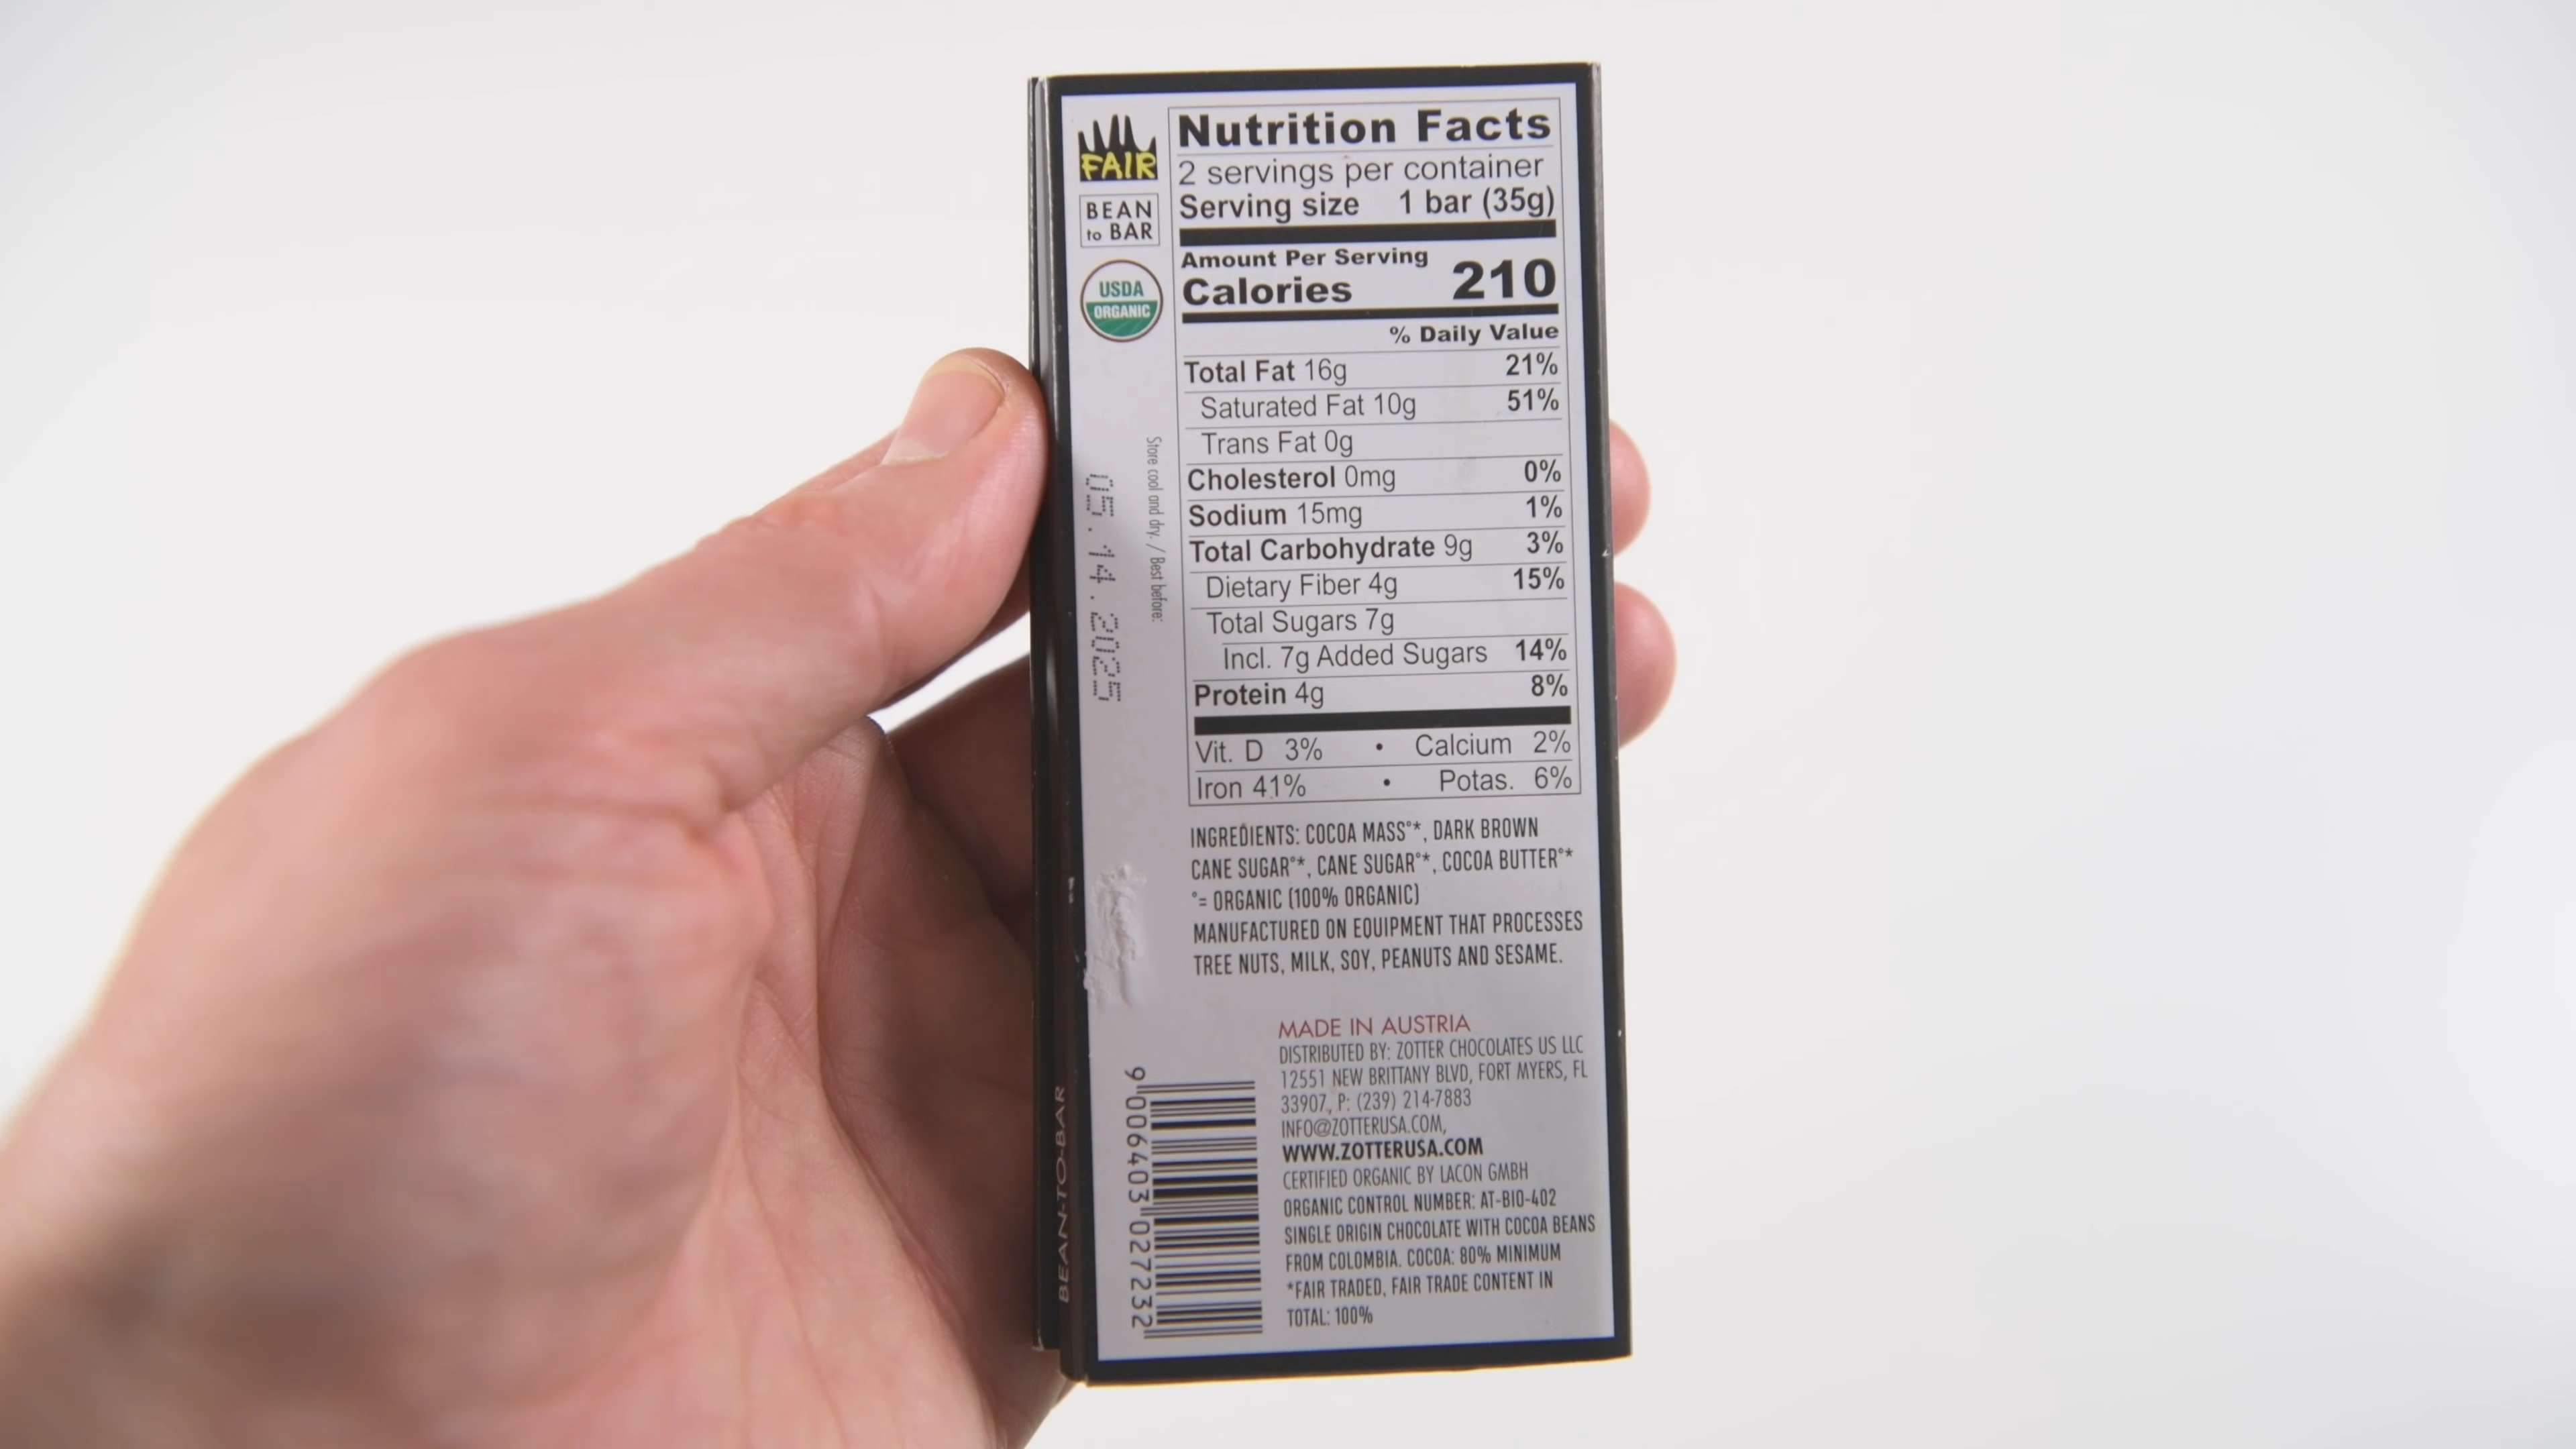 FAIR
BEAN
to BAR
USDA
ORGANIC
Nutrition Facts
2 servings per container
Serving size 1 bar (35g)
Amount Per Serving
Calories 210
% Daily Value
Total Fat 16g 21%
Saturated Fat 10g 51%
Trans Fat 0g
Cholesterol 0mg 0%
Sodium 15mg 1%
Total Carbohydrate 9g 3%
Dietary Fiber 4g 15%
Total Sugars 7g
Incl. 7g Added Sugars 14%
Protein 4g 8%
Vit. D 3% • Calcium 2%
Iron 41% • Potas. 6%
Store cool and dry. / Best before:
05.14.2025
INGREDIENTS: COCOA MASS°*, DARK BROWN
CANE SUGAR°*, CANE SUGAR°*, COCOA BUTTER°*
°= ORGANIC (100% ORGANIC)
MANUFACTURED ON EQUIPMENT THAT PROCESSES
TREE NUTS, MILK, SOY, PEANUTS AND SESAME.
MADE IN AUSTRIA
DISTRIBUTED BY: ZOTTER CHOCOLATES US LLC
12551 NEW BRITTANY BLVD, FORT MYERS, FL
33907, P: (239) 214-7883
INFO@ZOTTERUSA.COM,
WWW.ZOTTERUSA.COM
CERTIFIED ORGANIC BY LACON GMBH
ORGANIC CONTROL NUMBER: AT-BIO-402
SINGLE ORIGIN CHOCOLATE WITH COCOA BEANS
FROM COLOMBIA. COCOA: 80% MINIMUM
*FAIR TRADED, FAIR TRADE CONTENT IN
TOTAL: 100%
9 006403 027232
BEAN-TO-BAR